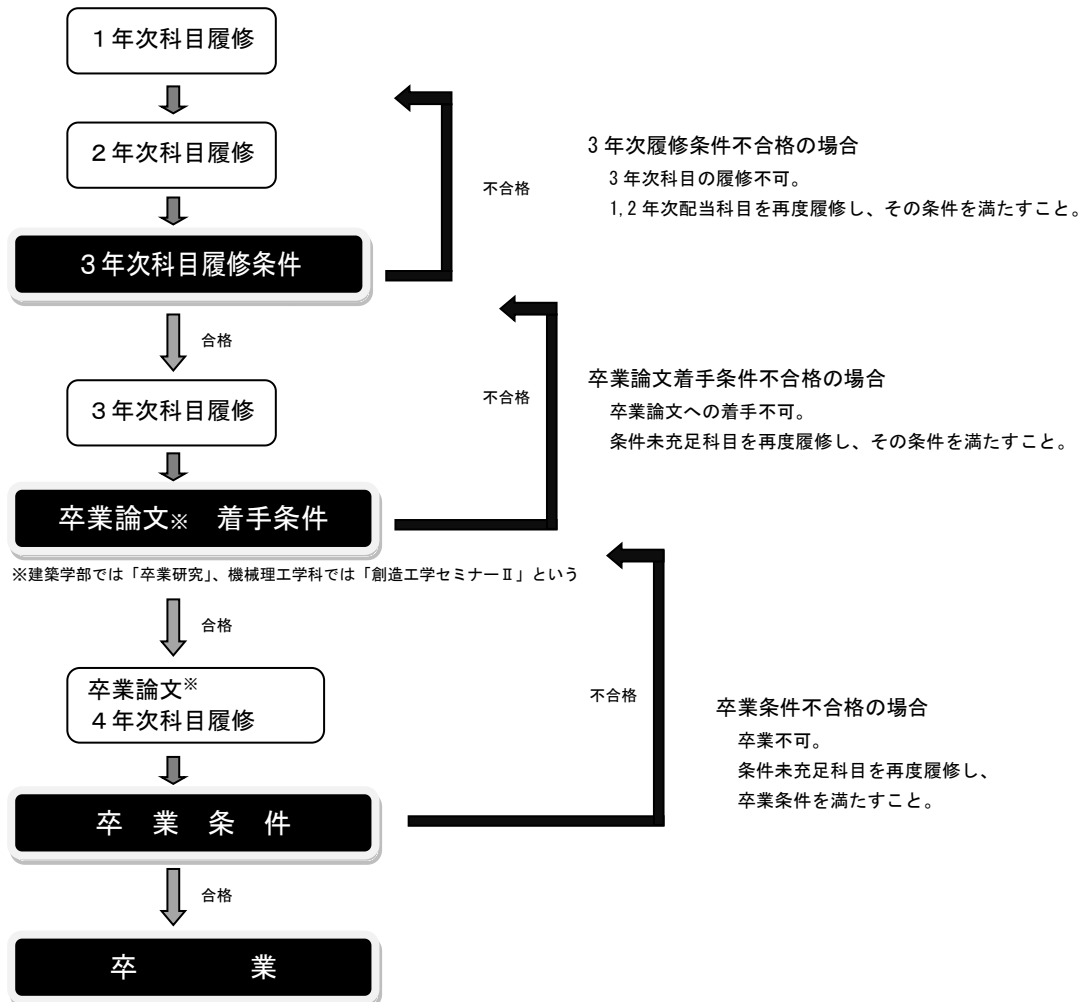 １年次科目履修
２年次科目履修
不合格
3年次履修条件不合格の場合
3年次科目の履修不可。
1,2年次配当科目を再度履修し、その条件を満たすこと。
３年次科目履修条件
合格
３年次科目履修
不合格
卒業論文着手条件不合格の場合
卒業論文への着手不可。
条件未充足科目を再度履修し、その条件を満たすこと。
卒業論文※　着手条件
※建築学部では「卒業研究」、機械理工学科では「創造工学セミナーⅡ」という
合格
卒業論文※
４年次科目履修
不合格
卒業条件不合格の場合
卒業不可。
条件未充足科目を再度履修し、
卒業条件を満たすこと。
卒　業　条　件
合格
卒　　　　業